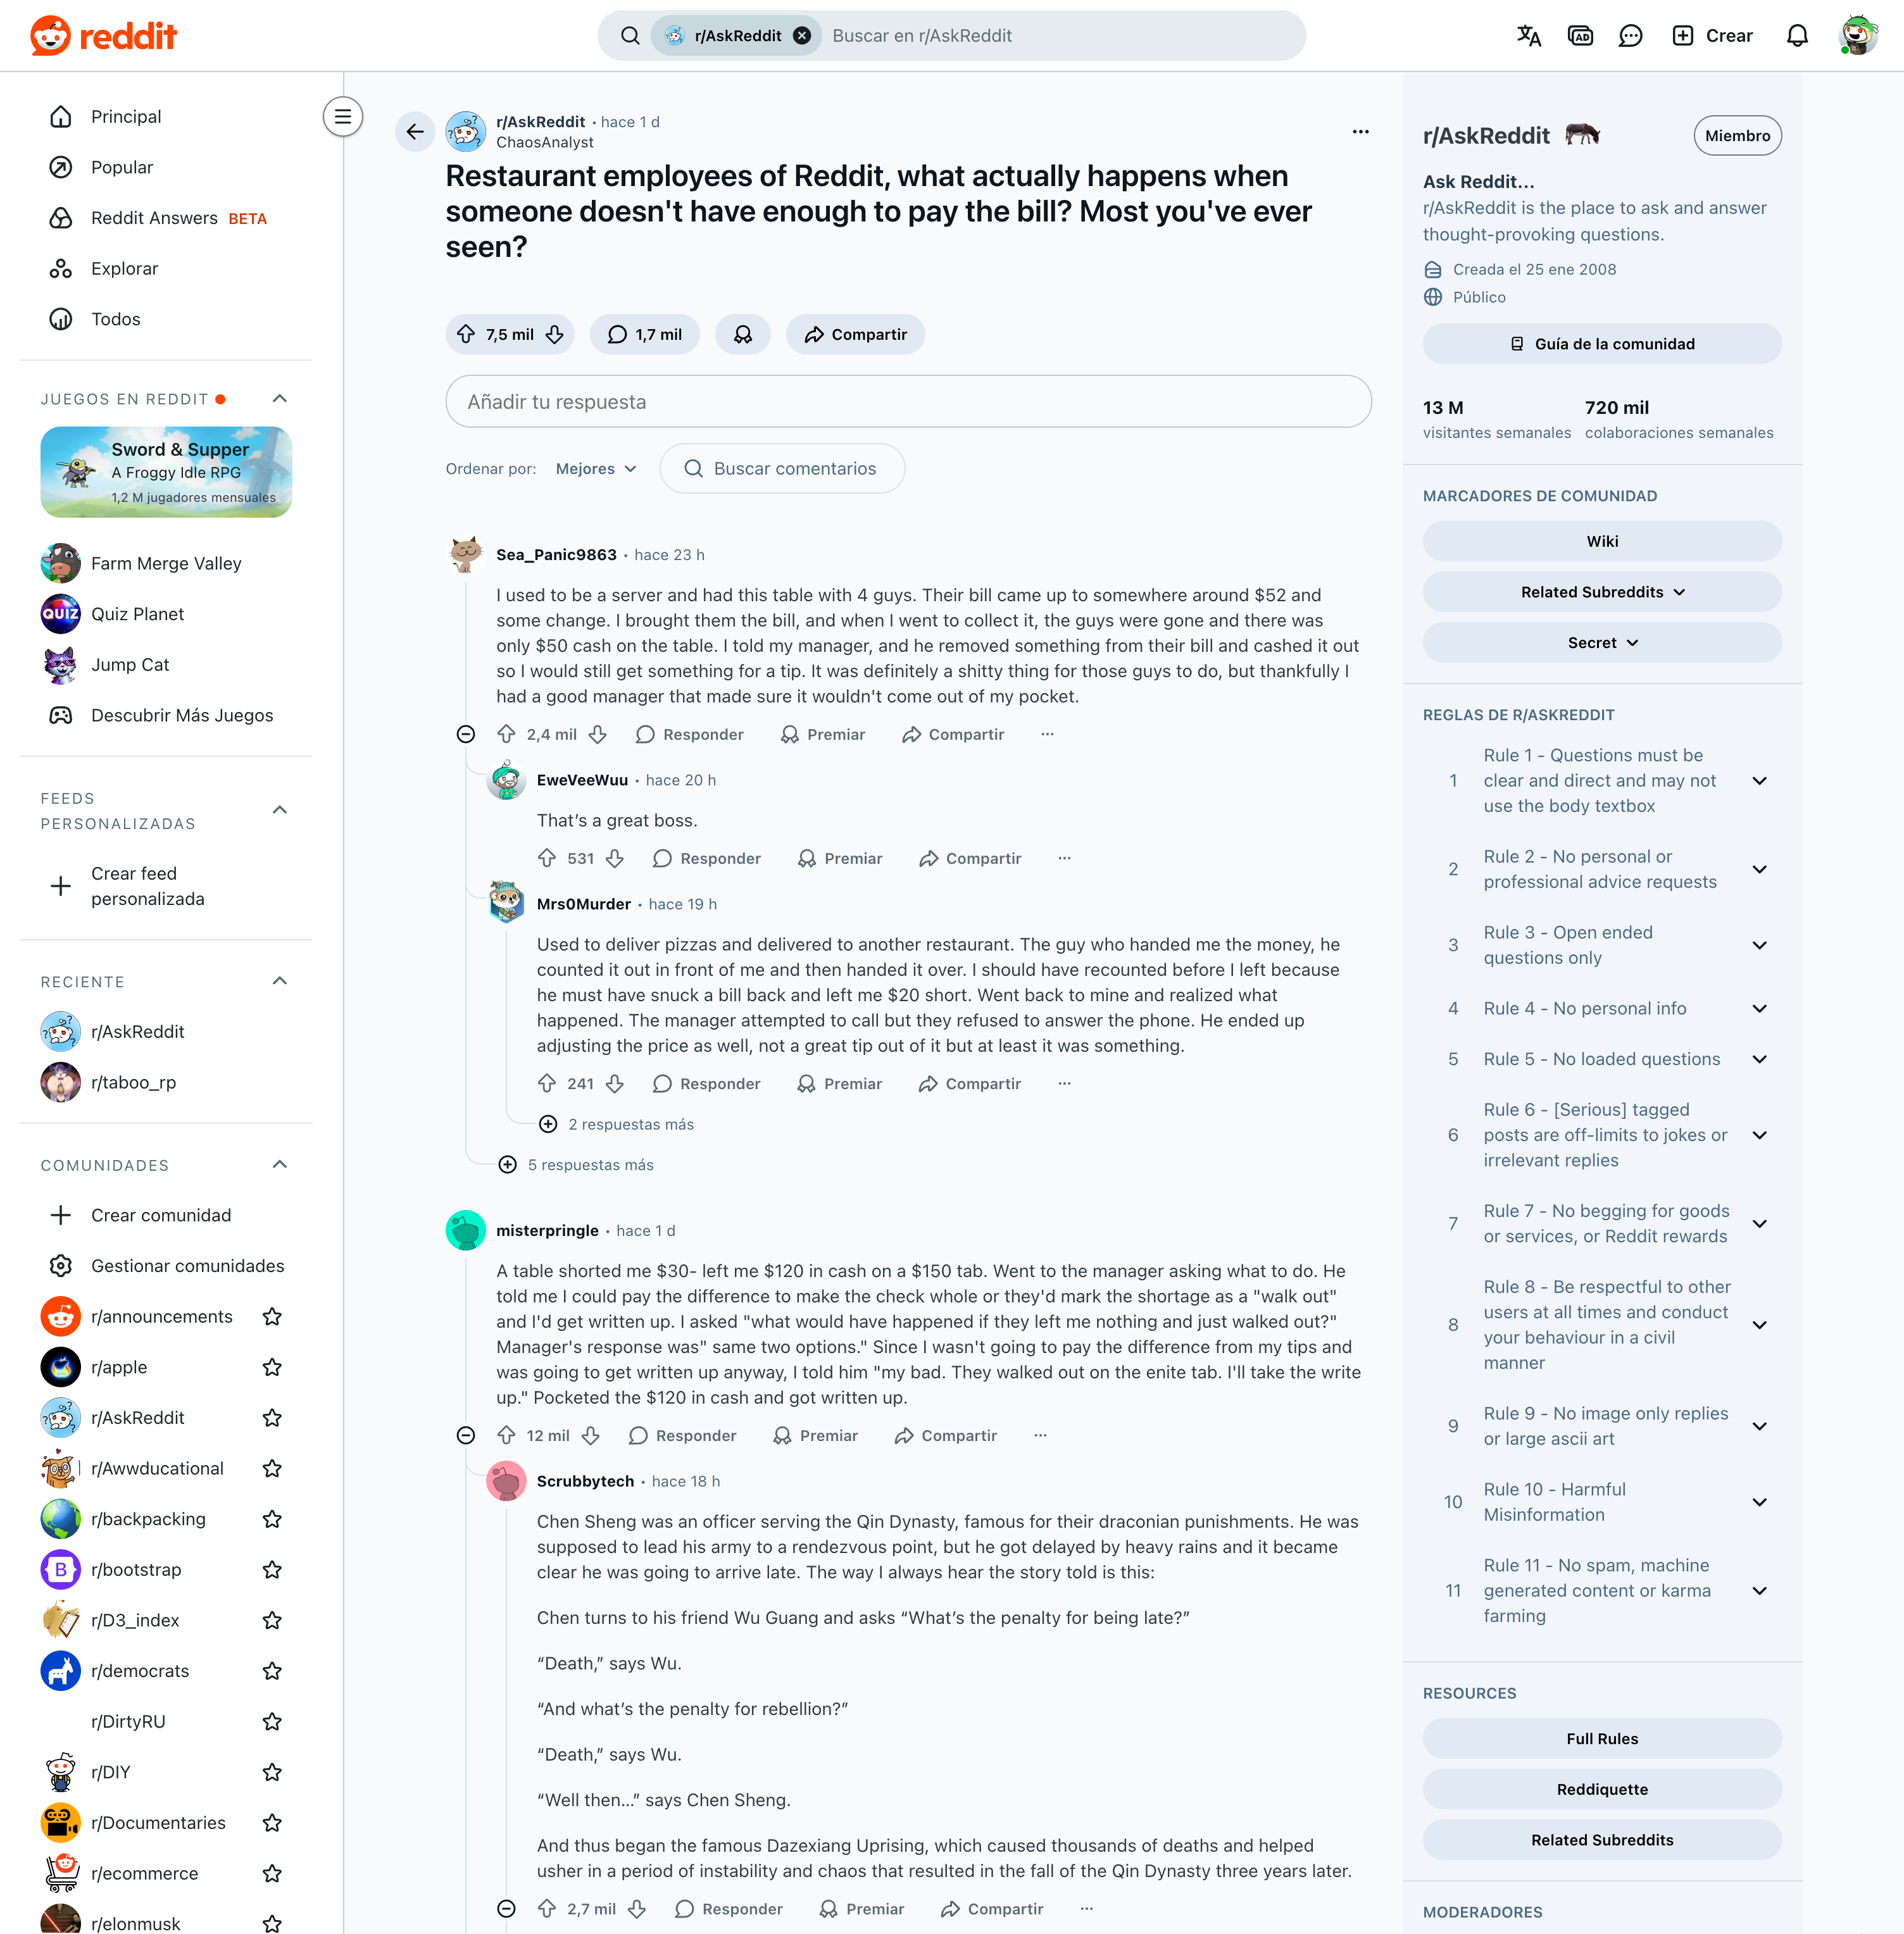 reddit
r/AskReddit
Buscar en r/AskReddit
AD
Crear
Principal
Popular
Reddit Answers BETA
Explorar
Todos
JUEGOS EN REDDIT
Sword & Supper
A Froggy Idle RPG
1,2 M jugadores mensuales
Farm Merge Valley
QUIZ
Quiz Planet
Jump Cat
Descubrir Más Juegos
FEEDS
PERSONALIZADAS
Crear feed
personalizada
RECIENTE
r/AskReddit
r/taboo_rp
COMUNIDADES
Crear comunidad
Gestionar comunidades
r/announcements
r/apple
r/AskReddit
r/Awwducational
r/backpacking
B
r/bootstrap
r/D3_index
r/democrats
r/DirtyRU
r/DIY
r/Documentaries
r/ecommerce
r/elonmusk
r/AskReddit • hace 1 d
ChaosAnalyst
Restaurant employees of Reddit, what actually happens when
someone doesn't have enough to pay the bill? Most you've ever
seen?
7,5 mil
1,7 mil
Compartir
Añadir tu respuesta
Ordenar por: Mejores
Buscar comentarios
Sea_Panic9863 • hace 23 h
I used to be a server and had this table with 4 guys. Their bill came up to somewhere around $52 and
some change. I brought them the bill, and when I went to collect it, the guys were gone and there was
only $50 cash on the table. I told my manager, and he removed something from their bill and cashed it out
so I would still get something for a tip. It was definitely a shitty thing for those guys to do, but thankfully I
had a good manager that made sure it wouldn't come out of my pocket.
2,4 mil Responder Premiar Compartir ...
EweVeeWuu • hace 20 h
That’s a great boss.
531 Responder Premiar Compartir ...
Mrs0Murder • hace 19 h
Used to deliver pizzas and delivered to another restaurant. The guy who handed me the money, he
counted it out in front of me and then handed it over. I should have recounted before I left because
he must have snuck a bill back and left me $20 short. Went back to mine and realized what
happened. The manager attempted to call but they refused to answer the phone. He ended up
adjusting the price as well, not a great tip out of it but at least it was something.
241 Responder Premiar Compartir ...
2 respuestas más
5 respuestas más
misterpringle • hace 1 d
A table shorted me $30- left me $120 in cash on a $150 tab. Went to the manager asking what to do. He
told me I could pay the difference to make the check whole or they'd mark the shortage as a "walk out"
and I'd get written up. I asked "what would have happened if they left me nothing and just walked out?"
Manager's response was" same two options." Since I wasn't going to pay the difference from my tips and
was going to get written up anyway, I told him "my bad. They walked out on the enite tab. I'll take the write
up." Pocketed the $120 in cash and got written up.
12 mil Responder Premiar Compartir ...
Scrubbytech • hace 18 h
Chen Sheng was an officer serving the Qin Dynasty, famous for their draconian punishments. He was
supposed to lead his army to a rendezvous point, but he got delayed by heavy rains and it became
clear he was going to arrive late. The way I always hear the story told is this:
Chen turns to his friend Wu Guang and asks “What’s the penalty for being late?”
“Death,” says Wu.
“And what’s the penalty for rebellion?”
“Death,” says Wu.
“Well then…” says Chen Sheng.
And thus began the famous Dazexiang Uprising, which caused thousands of deaths and helped
usher in a period of instability and chaos that resulted in the fall of the Qin Dynasty three years later.
2,7 mil Responder Premiar Compartir ...
r/AskReddit
Miembro
Ask Reddit...
r/AskReddit is the place to ask and answer
thought-provoking questions.
Creada el 25 ene 2008
Público
Guía de la comunidad
13 M 720 mil
visitantes semanales colaboraciones semanales
MARCADORES DE COMUNIDAD
Wiki
Related Subreddits
Secret
REGLAS DE R/ASKREDDIT
Rule 1 - Questions must be
1 clear and direct and may not
use the body textbox
2 Rule 2 - No personal or
professional advice requests
3 Rule 3 - Open ended
questions only
4 Rule 4 - No personal info
5 Rule 5 - No loaded questions
Rule 6 - [Serious] tagged
6 posts are off-limits to jokes or
irrelevant replies
7 Rule 7 - No begging for goods
or services, or Reddit rewards
Rule 8 - Be respectful to other
users at all times and conduct
8 your behaviour in a civil
manner
9 Rule 9 - No image only replies
or large ascii art
10 Rule 10 - Harmful
Misinformation
Rule 11 - No spam, machine
11 generated content or karma
farming
RESOURCES
Full Rules
Reddiquette
Related Subreddits
MODERADORES